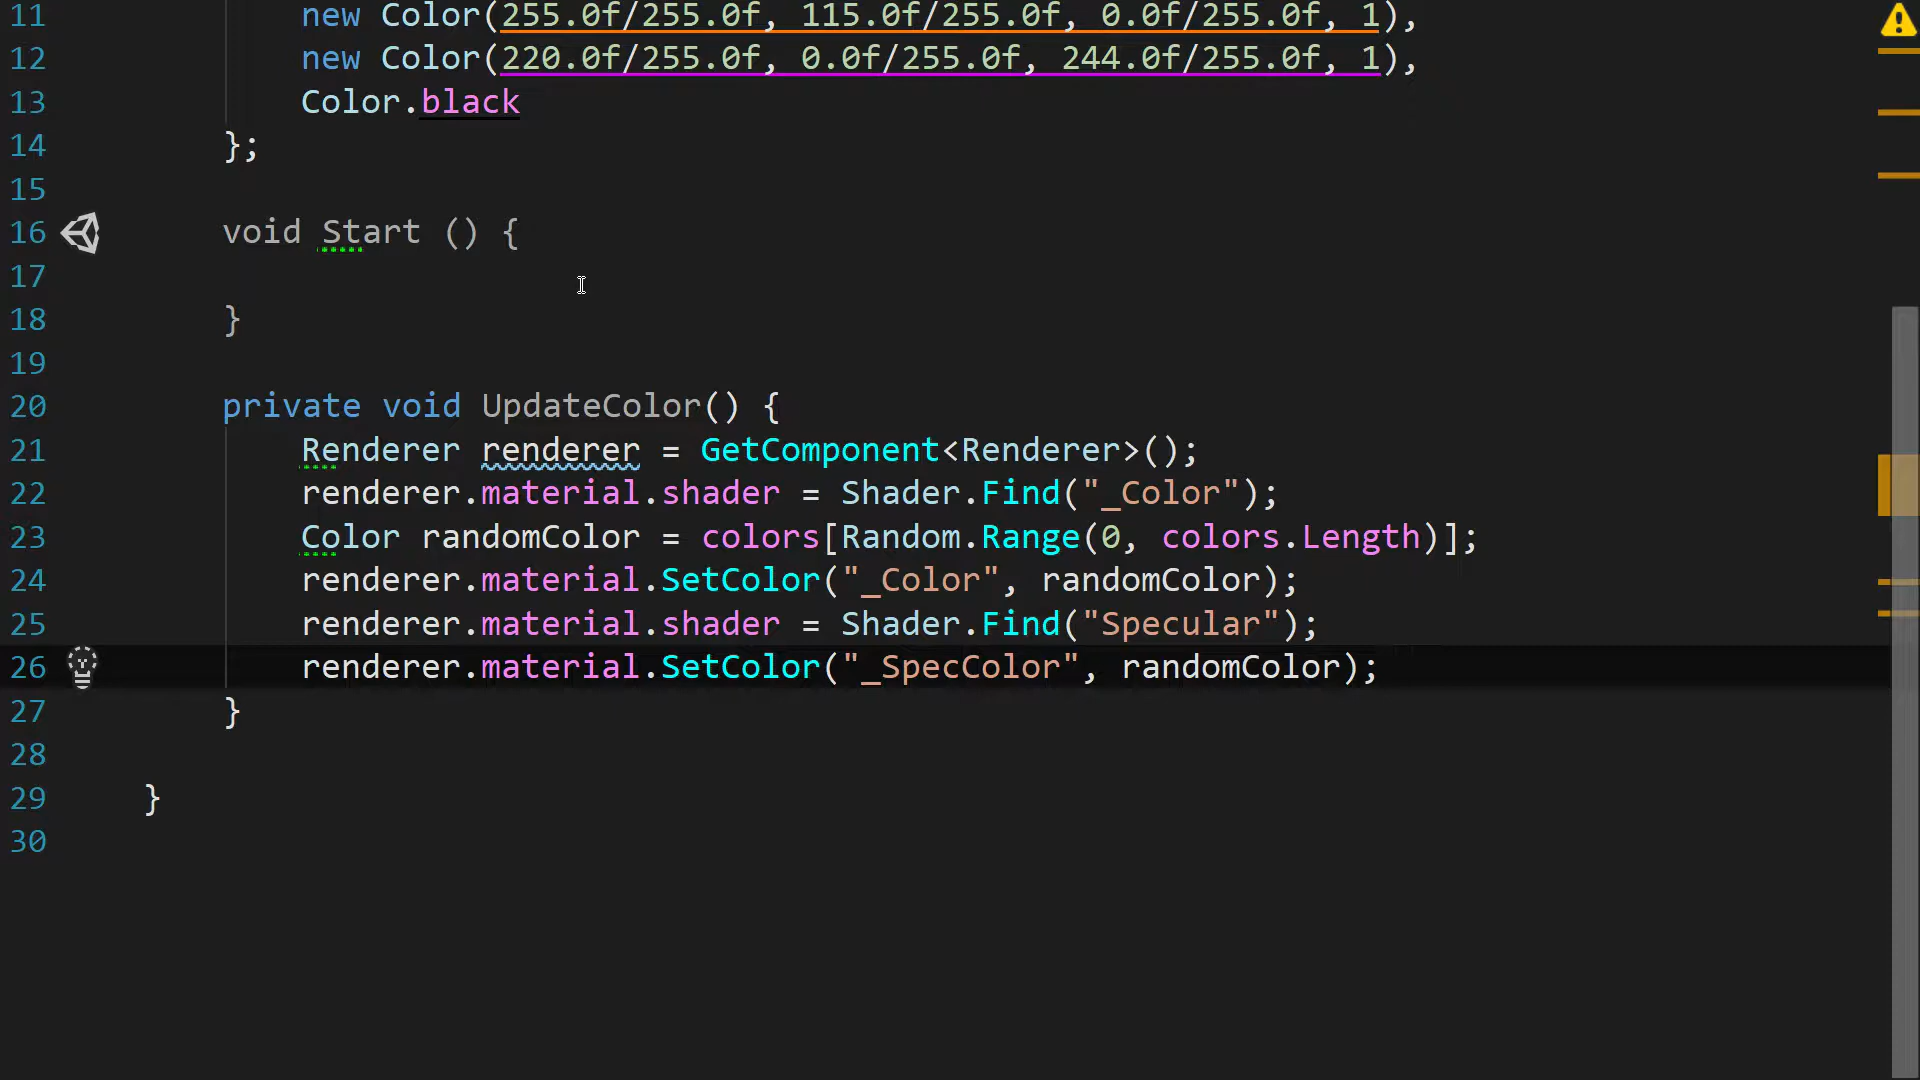 11 new Color(255.0f/255.0f, 115.0f/255.0f, 0.0f/255.0f, 1),
12 new Color(220.0f/255.0f, 0.0f/255.0f, 244.0f/255.0f, 1),
13 Color.black
14 };
15
16 void Start () {
17
18 }
19
20 private void UpdateColor() {
21 Renderer renderer = GetComponent<Renderer>();
22 renderer.material.shader = Shader.Find("_Color");
23 Color randomColor = colors[Random.Range(0, colors.Length)];
24 renderer.material.SetColor("_Color", randomColor);
25 renderer.material.shader = Shader.Find("Specular");
26 renderer.material.SetColor("_SpecColor", randomColor);
27 }
28
29 }
30